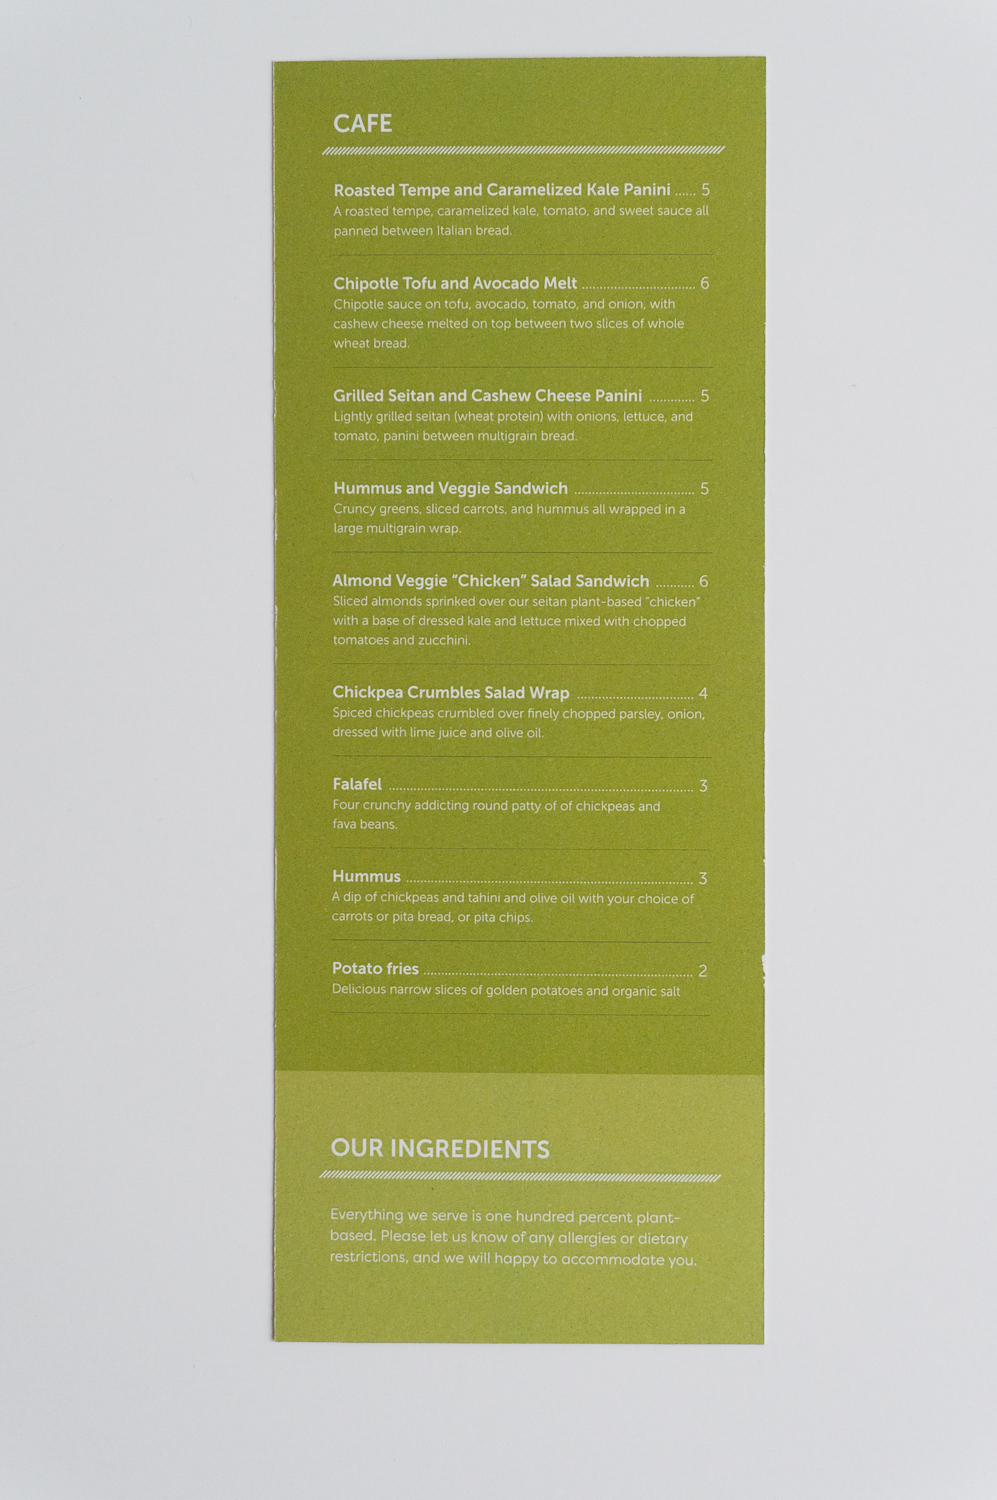 CAFE
Roasted Tempe and Caramelized Kale Panini ...... 5
A roasted tempe, caramelized kale, tomato, and sweet sauce all
panned between Italian bread.
Chipotle Tofu and Avocado Melt .................................. 6
Chipotle sauce on tofu, avocado, tomato, and onion, with
cashew cheese melted on top between two slices of whole
wheat bread.
Grilled Seitan and Cashew Cheese Panini ............. 5
Lightly grilled seitan (wheat protein) with onions, lettuce, and
tomato, panini between multigrain bread.
Hummus and Veggie Sandwich .................................... 5
Cruncy greens, sliced carrots, and hummus all wrapped in a
large multigrain wrap.
Almond Veggie “Chicken” Salad Sandwich ........... 6
Sliced almonds sprinked over our seitan plant-based “chicken”
with a base of dressed kale and lettuce mixed with chopped
tomatoes and zucchini.
Chickpea Crumbles Salad Wrap ................................... 4
Spiced chickpeas crumbled over finely chopped parsley, onion,
dressed with lime juice and olive oil.
Falafel ............................................................................................ 3
Four crunchy addicting round patty of of chickpeas and
fava beans.
Hummus ....................................................................................... 3
A dip of chickpeas and tahini and olive oil with your choice of
carrots or pita bread, or pita chips.
Potato fries ................................................................................. 2
Delicious narrow slices of golden potatoes and organic salt
OUR INGREDIENTS
Everything we serve is one hundred percent plant-
based. Please let us know of any allergies or dietary
restrictions, and we will happy to accommodate you.